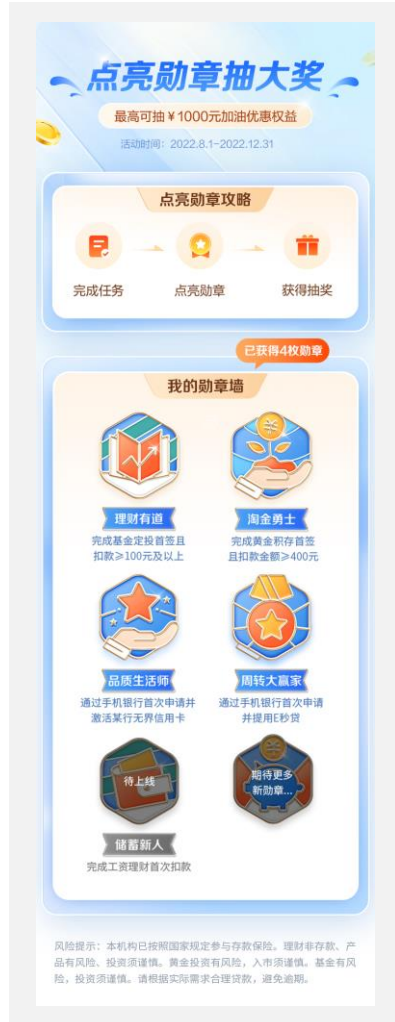 点亮勋章抽大奖
最高可抽¥1000元加油优惠权益
活动时间：2022.8.1-2022.12.31
点亮勋章攻略
完成任务
点亮勋章
获得抽奖
已获得4枚勋章
我的勋章墙
理财有道
淘金勇士
完成基金定投首签且
扣款≥100元及以上
完成黄金积存首签
且扣款金额≥400元
品质生活师
周转大赢家
通过手机银行首次申请并
激活某行无界信用卡
通过手机银行首次申请
并提用E秒贷
待上线
期待更多
新勋章...
储蓄新人
完成工资理财首次扣款
风险提示：本机构已按照国家规定参与存款保险。理财非存款、产
品有风险、投资须谨慎。黄金投资有风险，入市须谨慎。基金有风
险，投资须谨慎。请根据实际需求合理贷款，避免逾期。